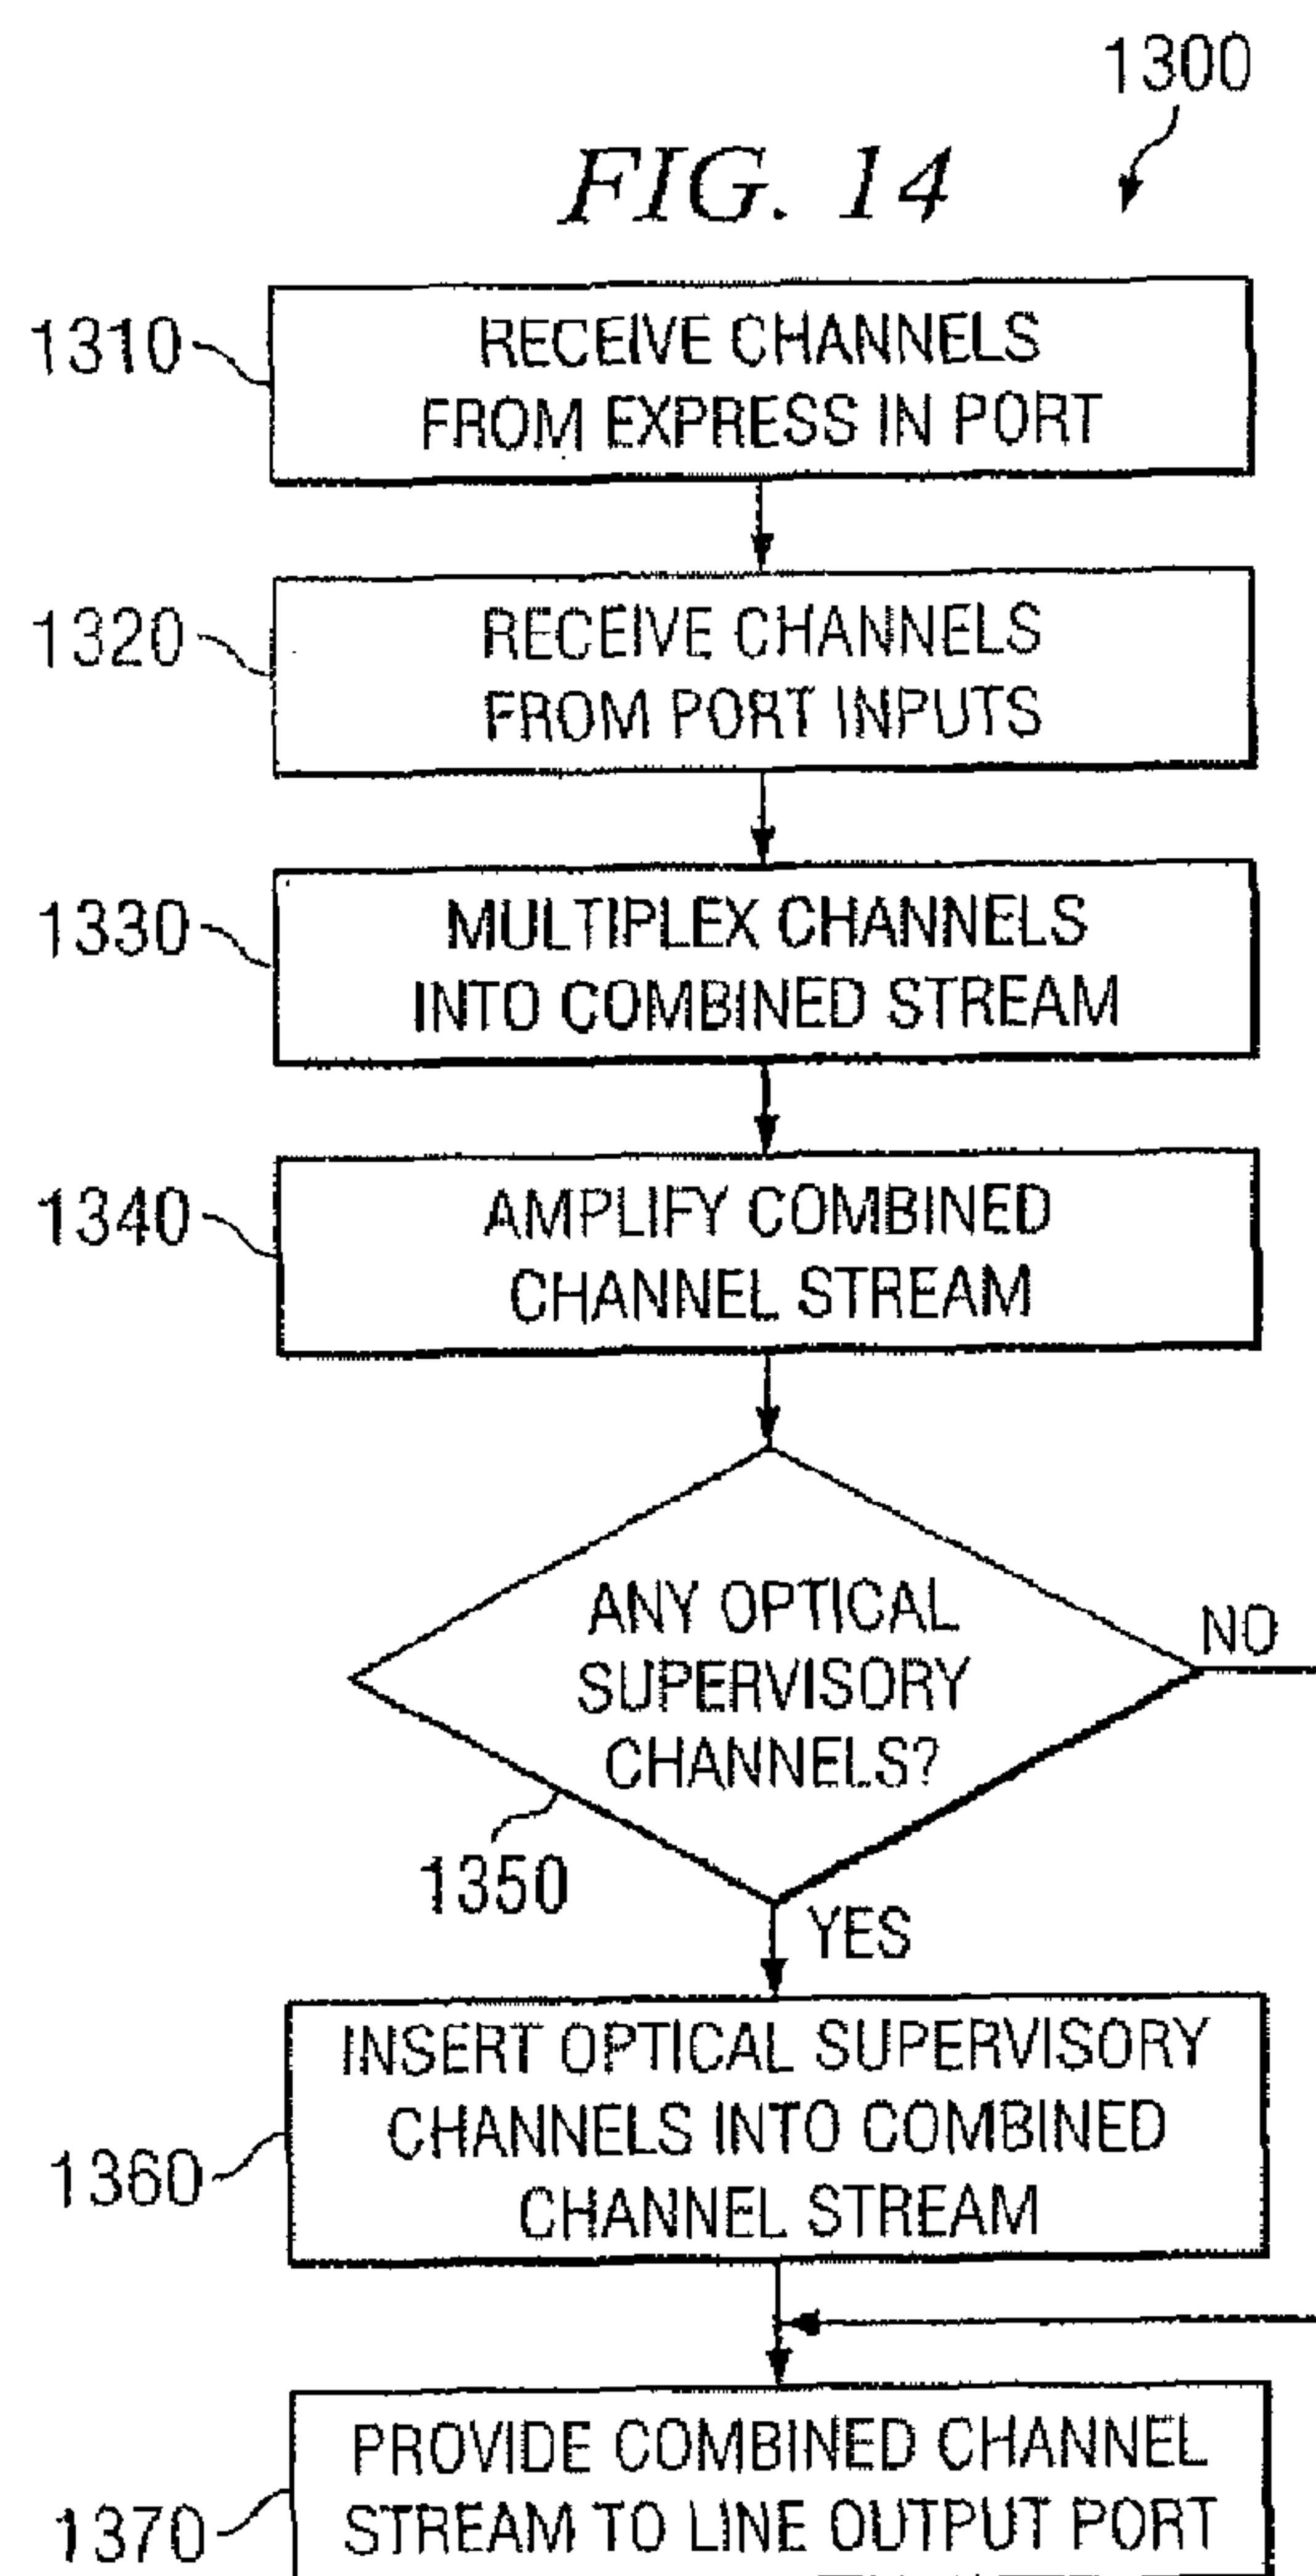 1300
FIG. 14
1310
RECEIVE CHANNELS
FROM EXPRESS IN PORT
1320
RECEIVE CHANNELS
FROM PORT INPUTS
1330
MULTIPLEX CHANNELS
INTO COMBINED STREAM
1340
AMPLIFY COMBINED
CHANNEL STREAM
ANY OPTICAL
SUPERVISORY
CHANNELS?
NO
1350
YES
1360
INSERT OPTICAL SUPERVISORY
CHANNELS INTO COMBINED
CHANNEL STREAM
1370
PROVIDE COMBINED CHANNEL
STREAM TO LINE OUTPUT PORT